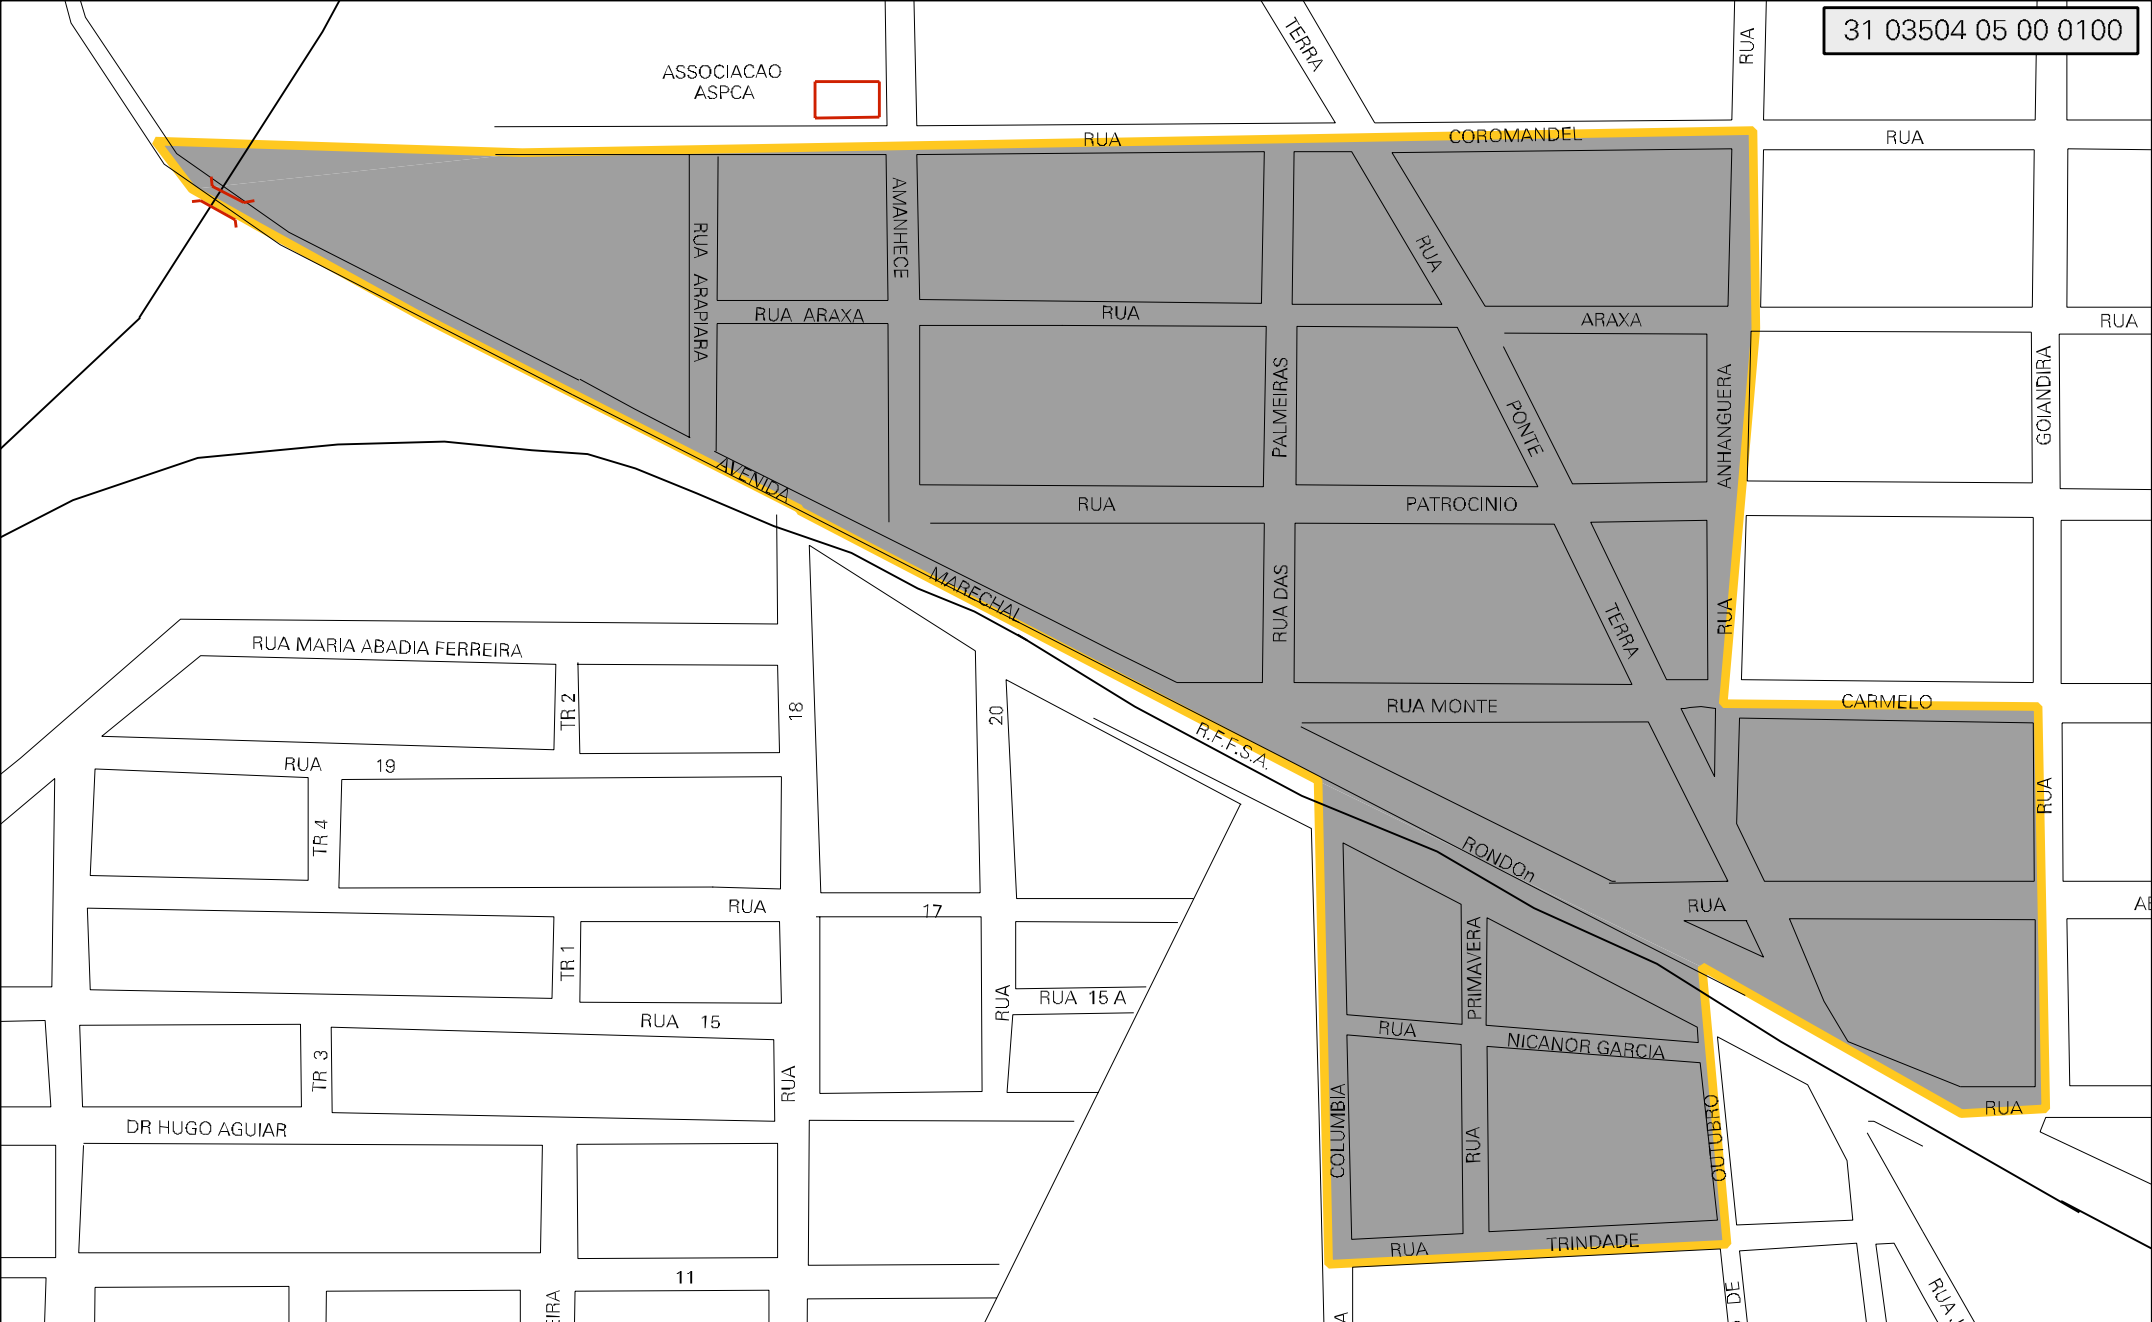 31 03504 05 00 0100
TERRA
RUA
ASSOCIACAO
ASPCA
RUA
COROMANDEL
RUA
AMANHECE
RUA ARAPIARA
RUA
RUA ARAXA
RUA
ARAXA
RUA
PALMEIRAS
PONTE
ANHANGUERA
GOIANDIRA
AVENIDA
RUA
PATROCINIO
MARECHAL
RUA DAS
TERRA
RUA
RUA MARIA ABADIA FERREIRA
TR 2
18
20
RUA MONTE
CARMELO
R.F.F.S.A.
RUA
19
RUA
TR 4
RONDOn
RUA
17
RUA
TR 1
PRIMAVERA
RUA
RUA 15 A
RUA 15
RUA
NICANOR GARCIA
TR 3
RUA
COLUMBIA
RUA
OUTUBRO
RUA
DR HUGO AGUIAR
RUA
TRINDADE
11
DE
RUA